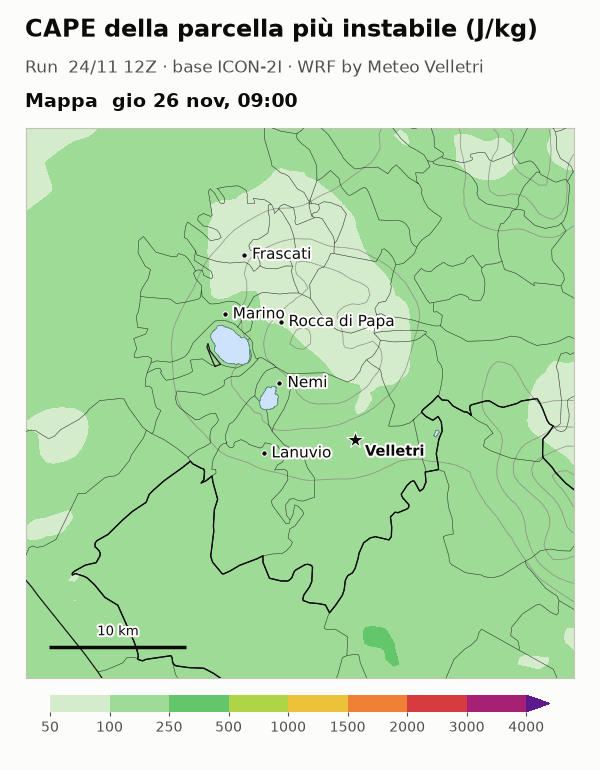 CAPE della parcella più instabile (J/kg)
Run  24/11 12Z · base ICON-2I · WRF by Meteo Velletri
Mappa  gio 26 nov, 09:00
Frascati
Marino
Rocca di Papa
Nemi
Velletri
Lanuvio
10 km
50 100 250 500 1000 1500 2000 3000 4000